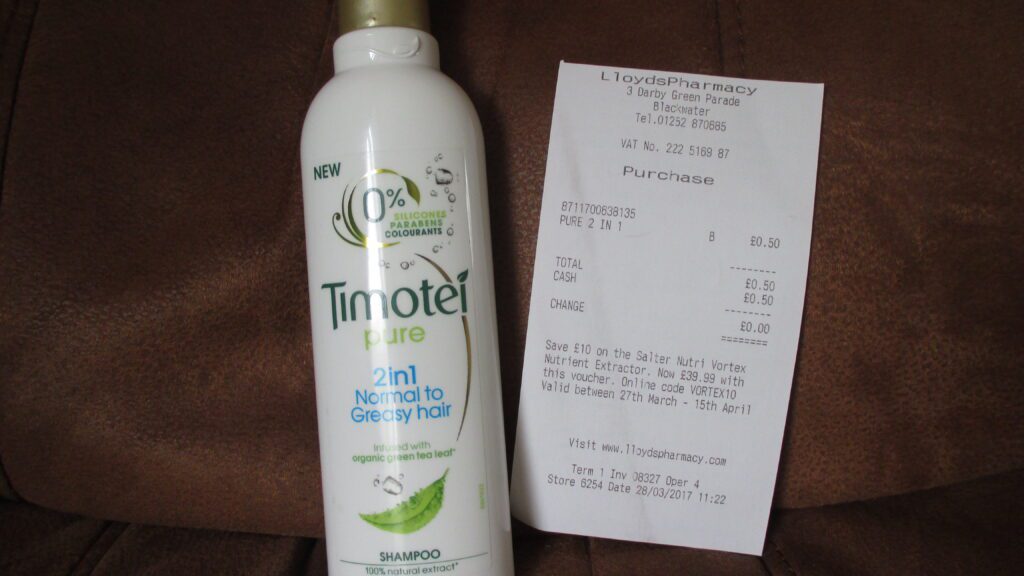 NEW
0%
SILICONES
PARABENS
COLOURANTS
Timotei
pure
2in1
Normal to
Greasy hair
Infused with
organic green tea leaf*
SHAMPOO
100% natural extract*
LloydsPharmacy
3 Darby Green Parade
Blackwater
Tel.01252 870685
VAT No. 222 5169 87
Purchase
8711700638135
PURE 2 IN 1 B £0.50
--------
TOTAL £0.50
CASH £0.50
--------
CHANGE £0.00
========
Save £10 on the Salter Nutri Vortex
Nutrient Extractor. Now £39.99 with
this voucher. Online code VORTEX10
Valid between 27th March - 15th April
Visit www.lloydspharmacy.com
Term 1 Inv 08327 Oper 4
Store 6254 Date 28/03/2017 11:22